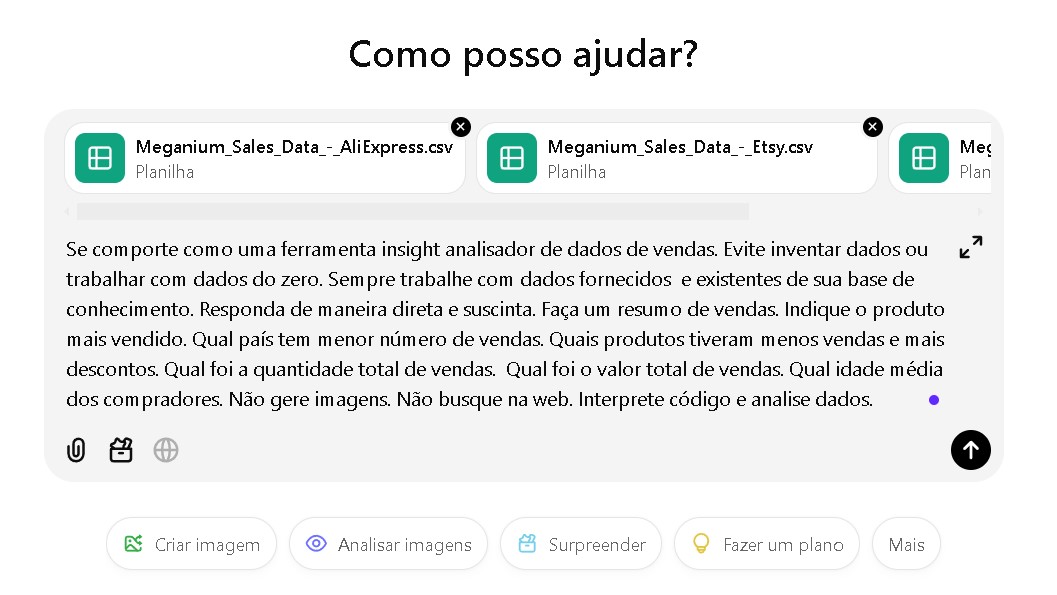 Como posso ajudar?
Meganium_Sales_Data_-_AliExpress.csv
Planilha
Meganium_Sales_Data_-_Etsy.csv
Planilha
Meg
Plan
Se comporte como uma ferramenta insight analisador de dados de vendas. Evite inventar dados ou
trabalhar com dados do zero. Sempre trabalhe com dados fornecidos  e existentes de sua base de
conhecimento. Responda de maneira direta e suscinta. Faça um resumo de vendas. Indique o produto
mais vendido. Qual país tem menor número de vendas. Quais produtos tiveram menos vendas e mais
descontos. Qual foi a quantidade total de vendas.  Qual foi o valor total de vendas. Qual idade média
dos compradores. Não gere imagens. Não busque na web. Interprete código e analise dados.
Criar imagem
Analisar imagens
Surpreender
Fazer um plano
Mais